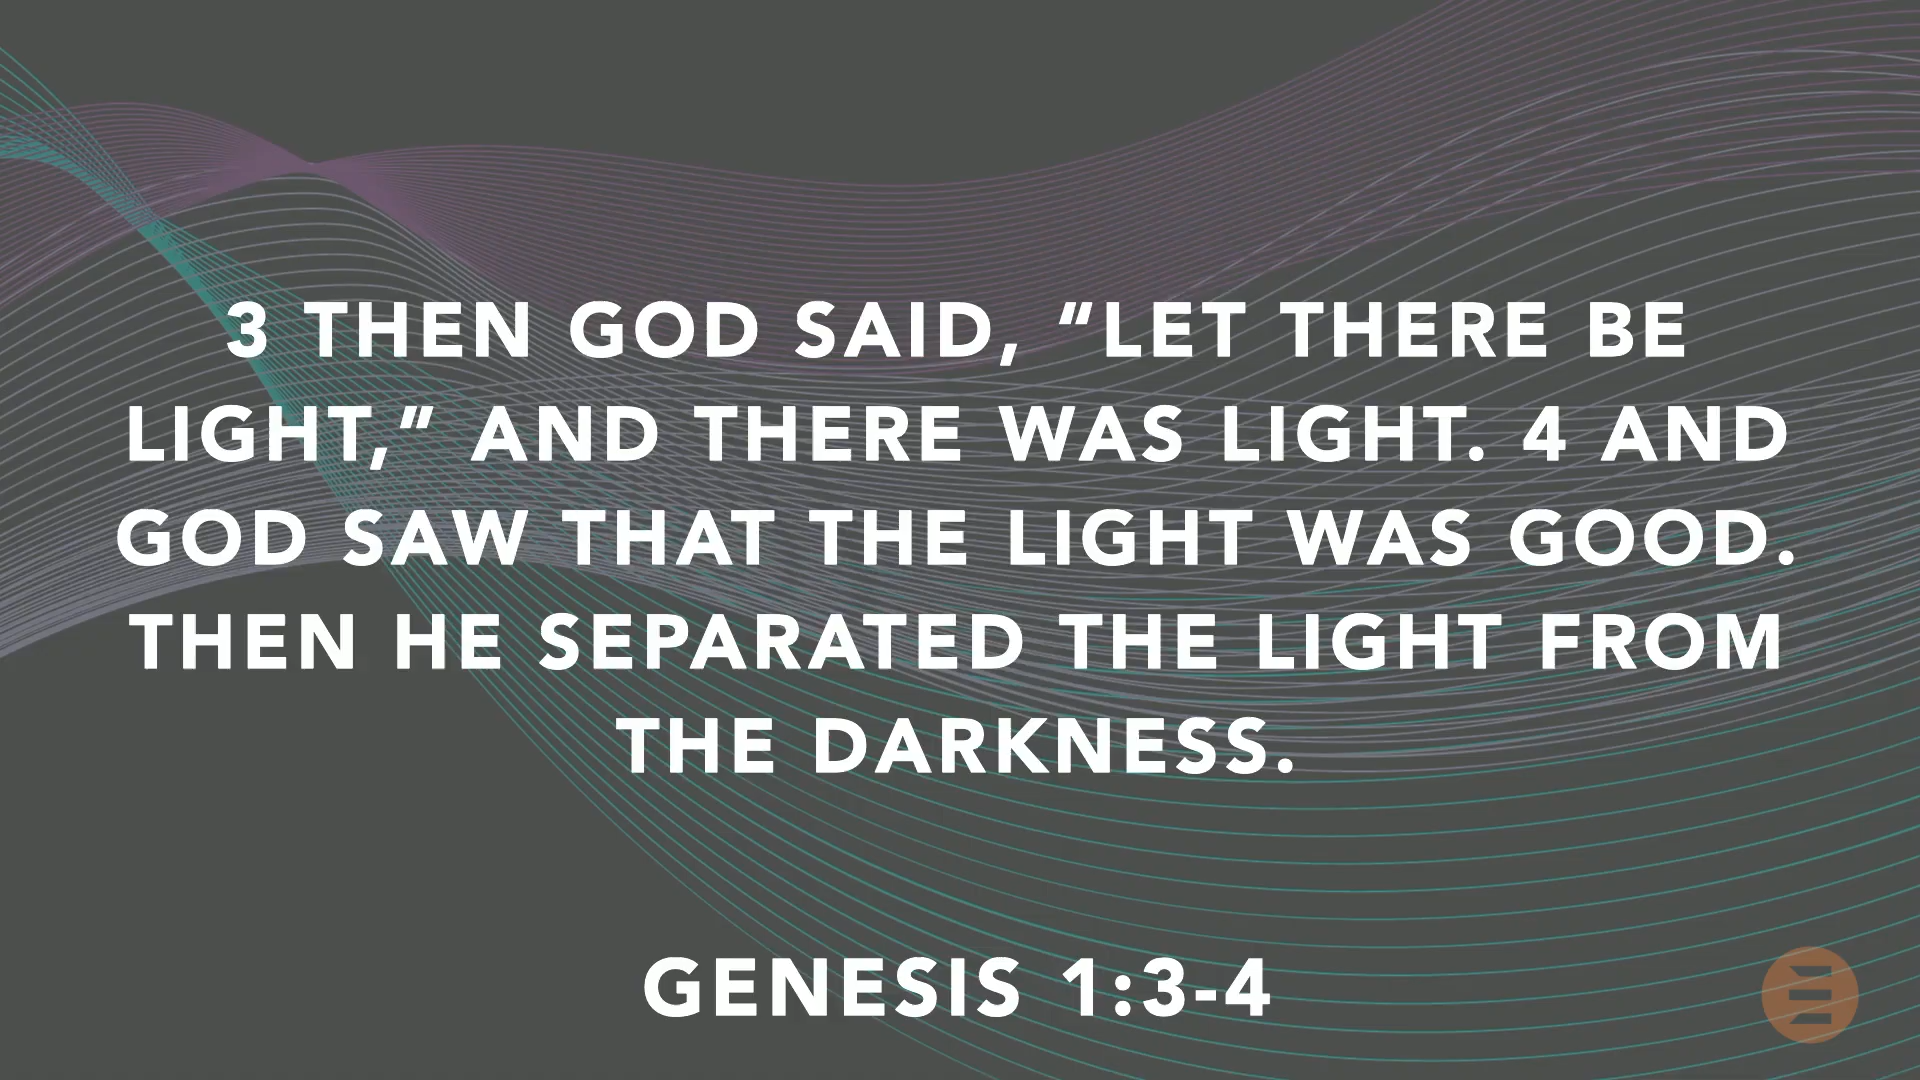 3 THEN GOD SAID, “LET THERE BE
LIGHT,” AND THERE WAS LIGHT. 4 AND
GOD SAW THAT THE LIGHT WAS GOOD.
THEN HE SEPARATED THE LIGHT FROM
THE DARKNESS.
GENESIS 1:3-4